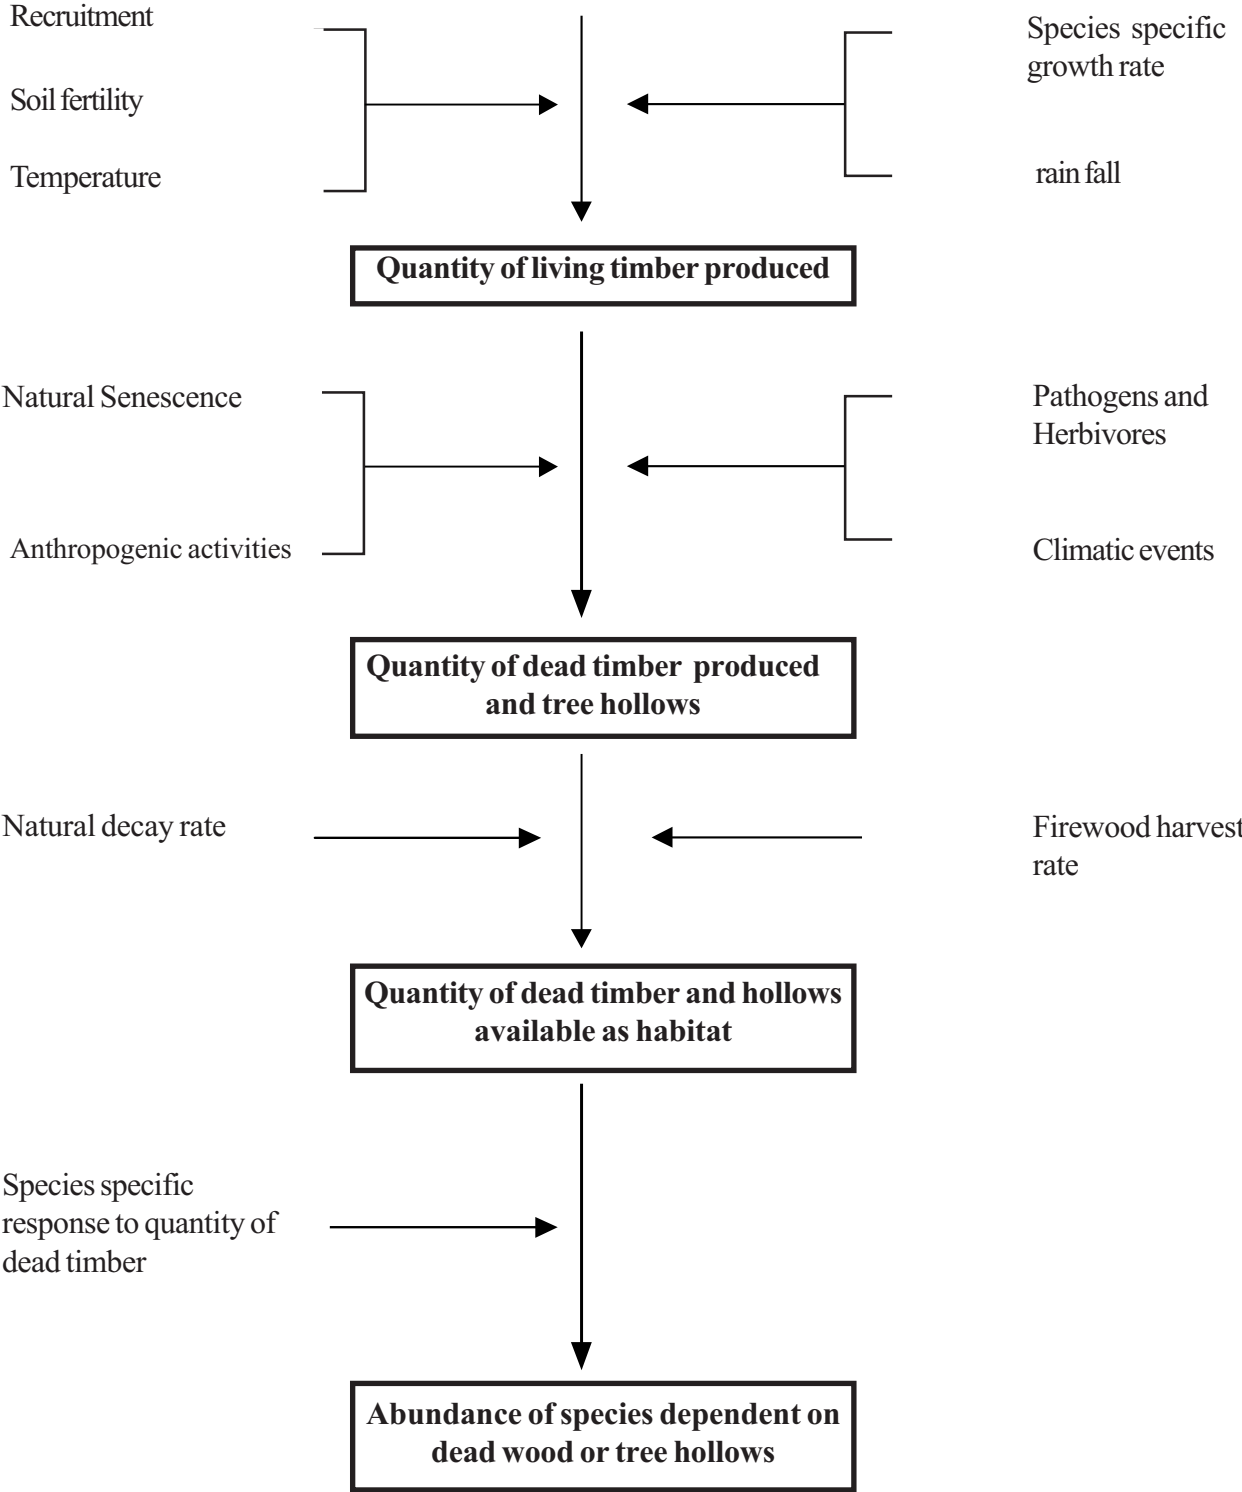 Recruitment
Species specific
growth rate
Soil fertility
Temperature
rain fall
Quantity of living timber produced
Natural Senescence
Pathogens and
Herbivores
Anthropogenic activities
Climatic events
Quantity of dead timber produced
and tree hollows
Natural decay rate
Firewood harvest
rate
Quantity of dead timber and hollows
available as habitat
Species specific
response to quantity of
dead timber
Abundance of species dependent on
dead wood or tree hollows